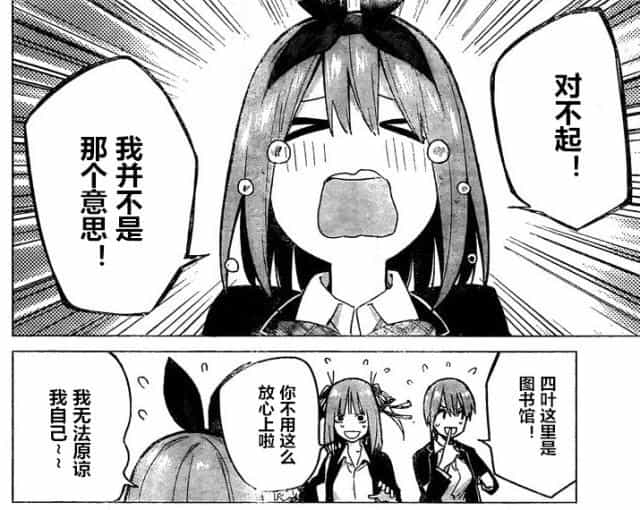 对不起！
我并不是
那个意思！
四叶这里是
图书馆！
你不用这么
放心上啦
我无法原谅
我自己~~